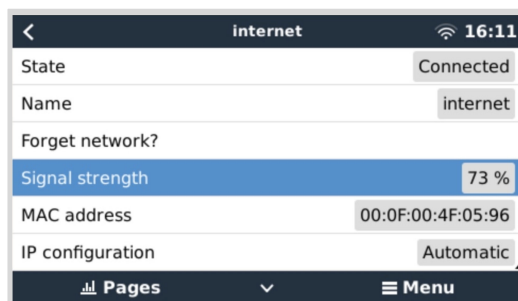 internet 16:11
State Connected
Name internet
Forget network?
Signal strength 73 %
MAC address 00:0F:00:4F:05:96
IP configuration Automatic
Pages Menu